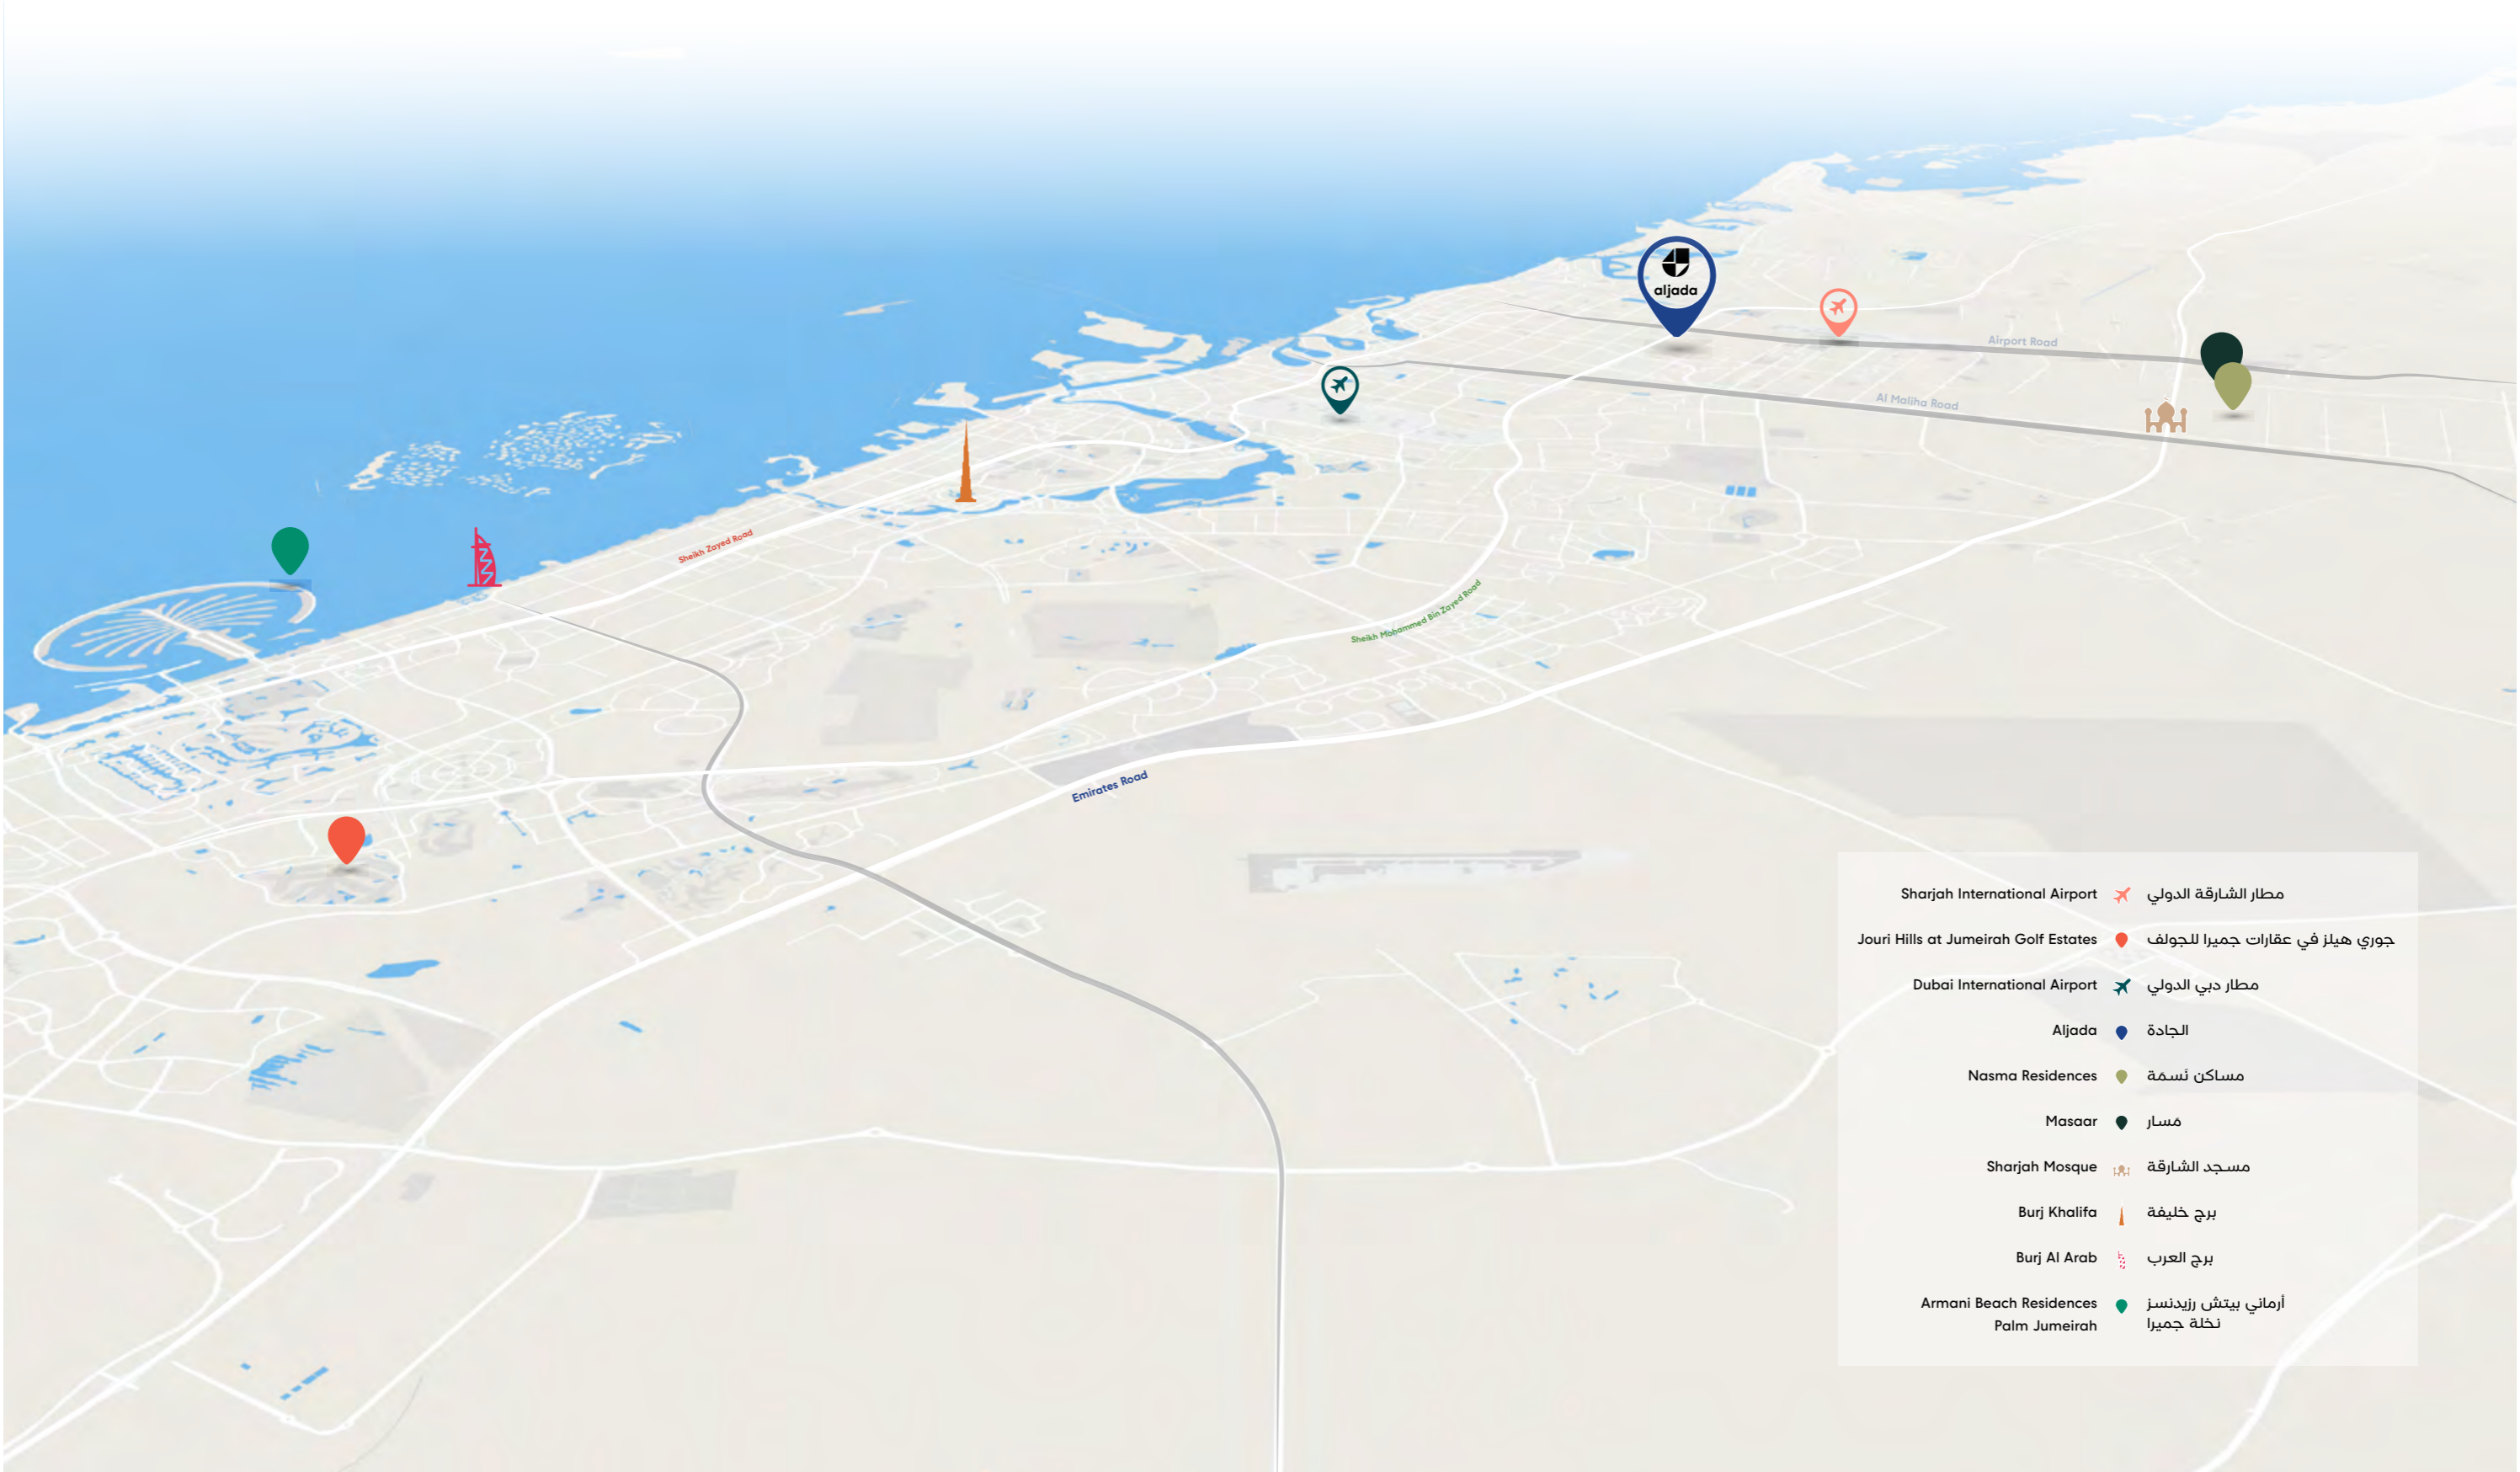 aljada
Airport Road
Al Maliha Road
Sheikh Zayed Road
Sheikh Mohammed Bin Zayed Road
Emirates Road
Sharjah International Airport مطار الشارقة الدولي
Jouri Hills at Jumeirah Golf Estates جوري هيلز في عقارات جميرا للجولف
Dubai International Airport مطار دبي الدولي
Aljada الجادة
Nasma Residences مساكن نَسمَة
Masaar مَسار
Sharjah Mosque مسجد الشارقة
Burj Khalifa برج خليفة
Burj Al Arab برج العرب
Armani Beach Residences أرماني بيتش رزيدنسز
Palm Jumeirah نخلة جميرا